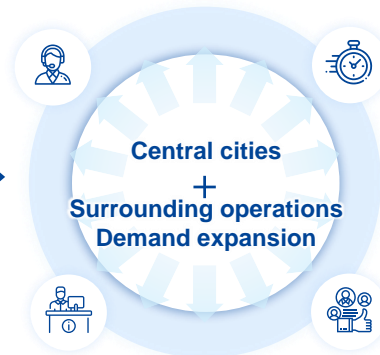 Central cities
+
Surrounding operations
Demand expansion